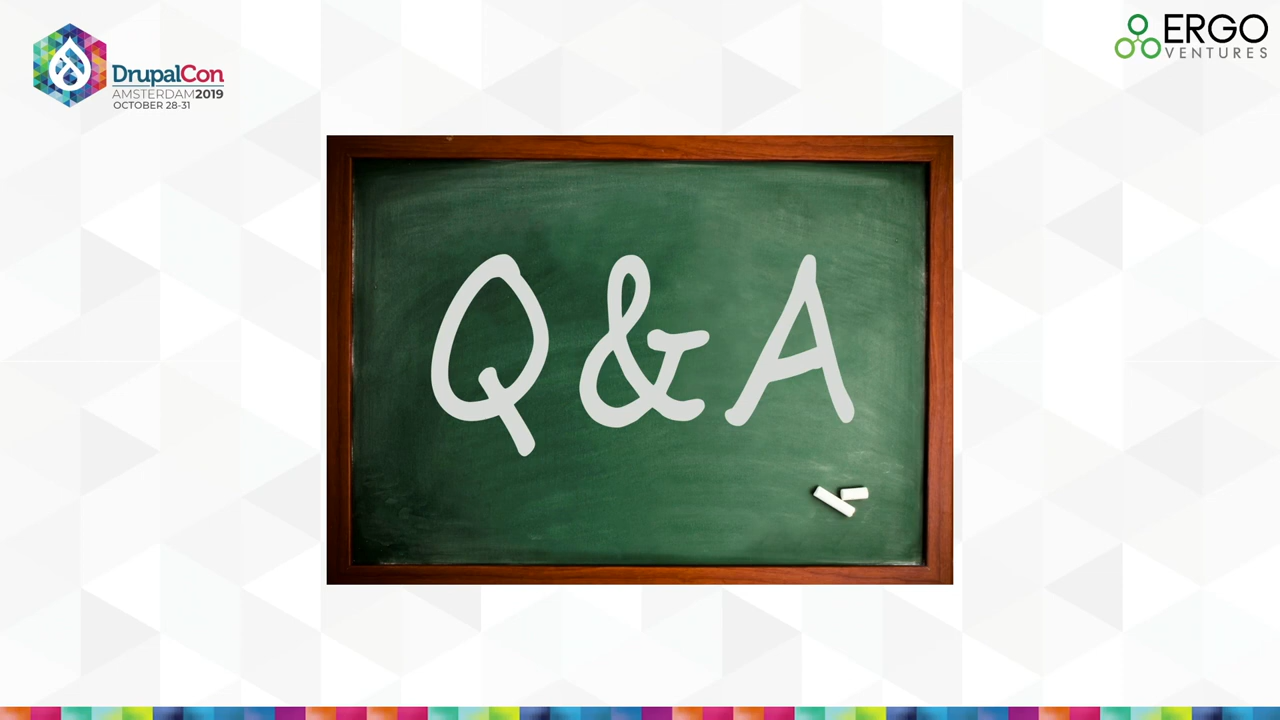 DrupalCon
AMSTERDAM2019
OCTOBER 28-31
ERGO
VENTURES
Q&A